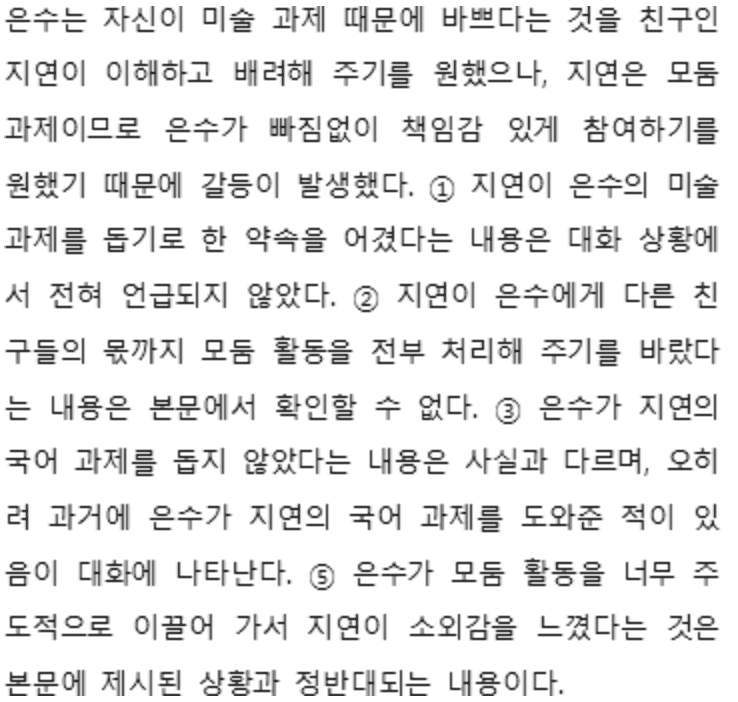 은수는 자신이 미술 과제 때문에 바쁘다는 것을 친구인
지연이 이해하고 배려해 주기를 원했으나, 지연은 모둠
과제이므로 은수가 빠짐없이 책임감 있게 참여하기를
원했기 때문에 갈등이 발생했다. ① 지연이 은수의 미술
과제를 돕기로 한 약속을 어겼다는 내용은 대화 상황에
서 전혀 언급되지 않았다. ② 지연이 은수에게 다른 친
구들의 몫까지 모둠 활동을 전부 처리해 주기를 바랐다
는 내용은 본문에서 확인할 수 없다. ③ 은수가 지연의
국어 과제를 돕지 않았다는 내용은 사실과 다르며, 오히
려 과거에 은수가 지연의 국어 과제를 도와준 적이 있
음이 대화에 나타난다. ⑤ 은수가 모둠 활동을 너무 주
도적으로 이끌어 가서 지연이 소외감을 느꼈다는 것은
본문에 제시된 상황과 정반대되는 내용이다.